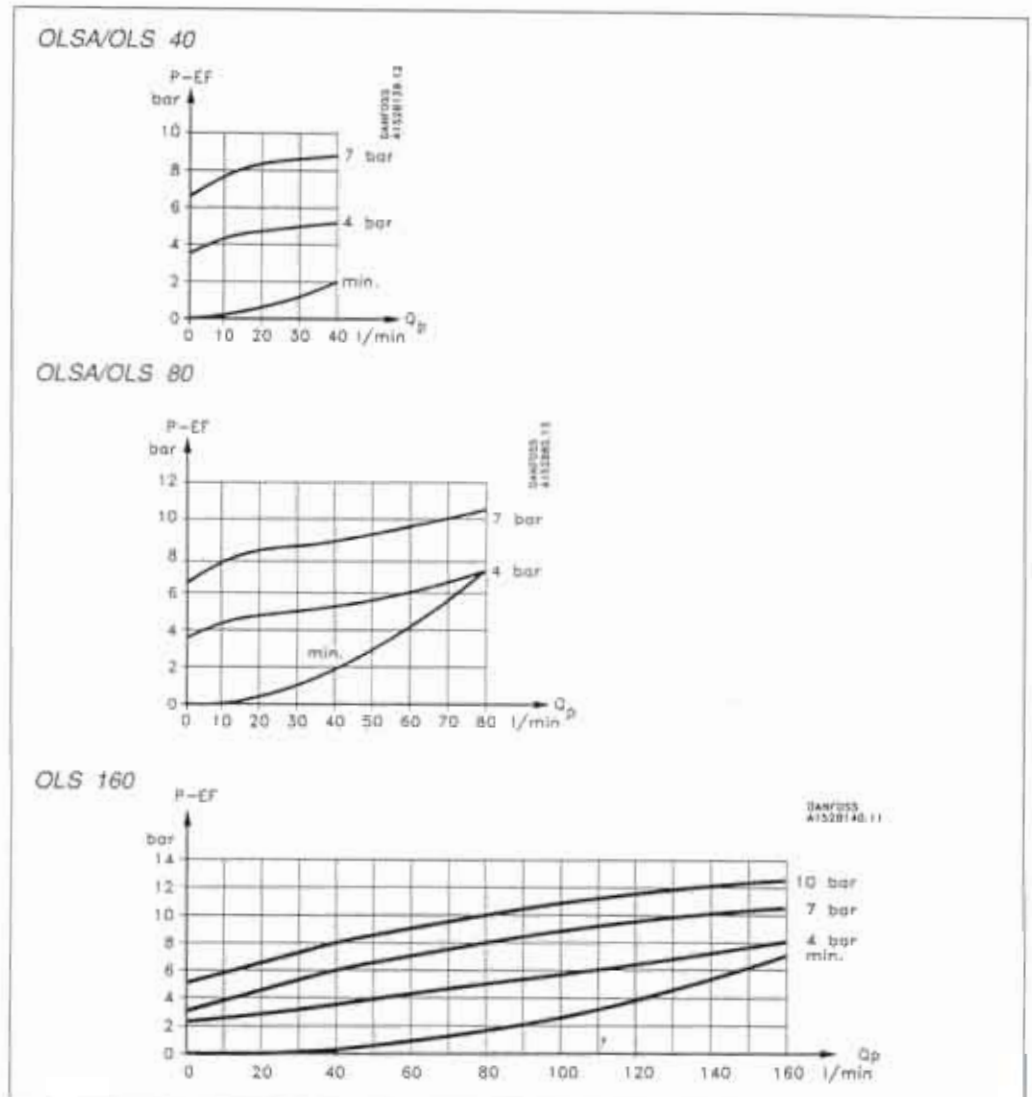 OLSA/OLS 40
P-EF
bar
DANFOSS
10
8
6
4
2
0
7 bar
4 bar
min.
0 10 20 30 40 l/min
Qp
OLSA/OLS 80
P-EF
bar
DANFOSS
12
10
8
6
4
2
0
7 bar
4 bar
min.
0 10 20 30 40 50 60 70 80 l/min
Qp
OLS 160
P-EF
bar
DANFOSS
A1528140.11
14
12
10
8
6
4
2
0
10 bar
7 bar
4 bar
min.
0 20 40 60 80 100 120 140 160 l/min
Qp